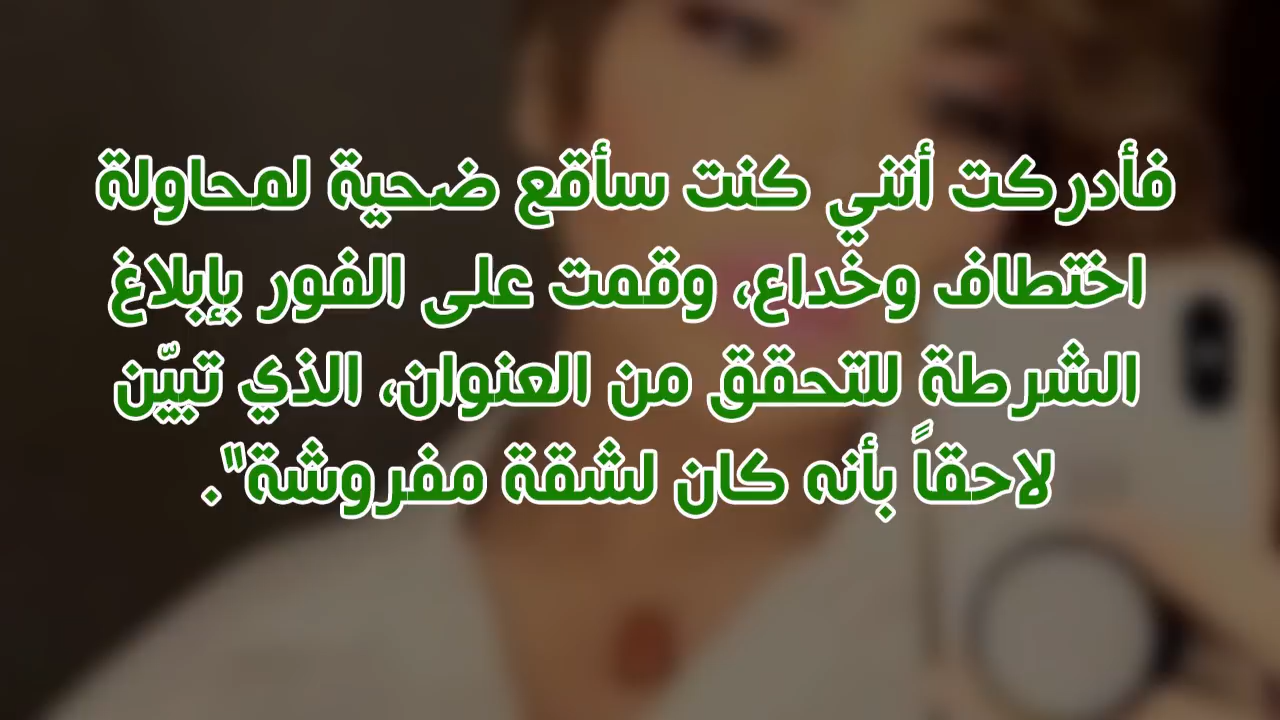 فأدركت أنني كنت سأقع ضحية لمحاولة
اختطاف وخداع، وقمت على الفور بإبلاغ
الشرطة للتحقق من العنوان، الذي تبيّن
لاحقاً بأنه كان لشقة مفروشة".